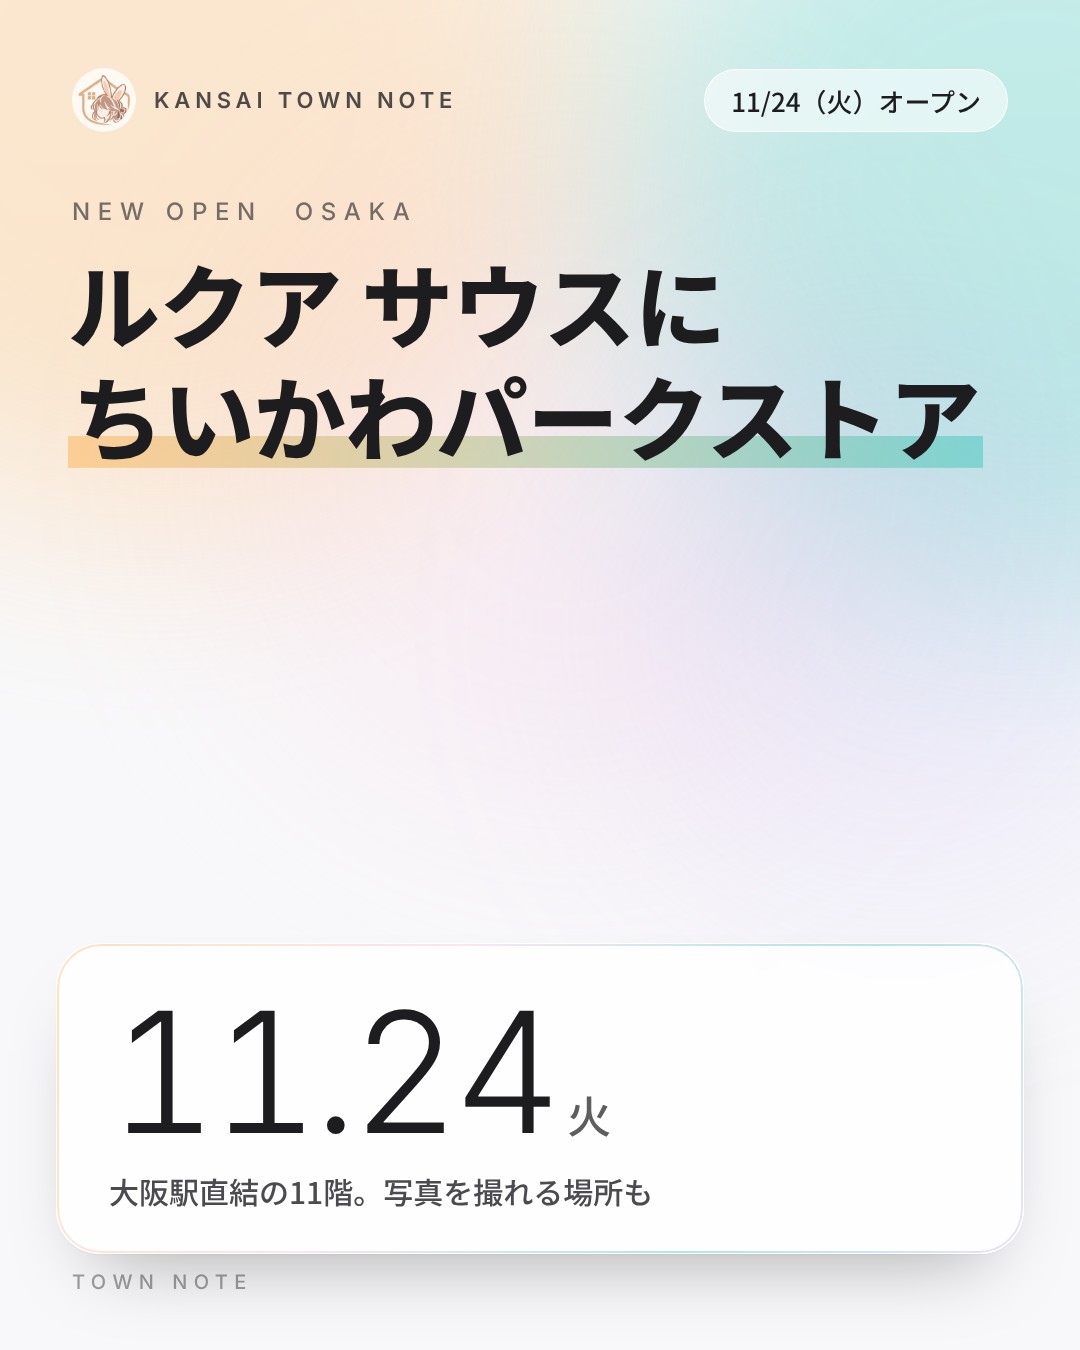 KANSAI TOWN NOTE
11/24（火）オープン
NEW OPEN OSAKA
ルクア サウスに
ちいかわパークストア
11.24 火
大阪駅直結の11階。写真を撮れる場所も
TOWN NOTE